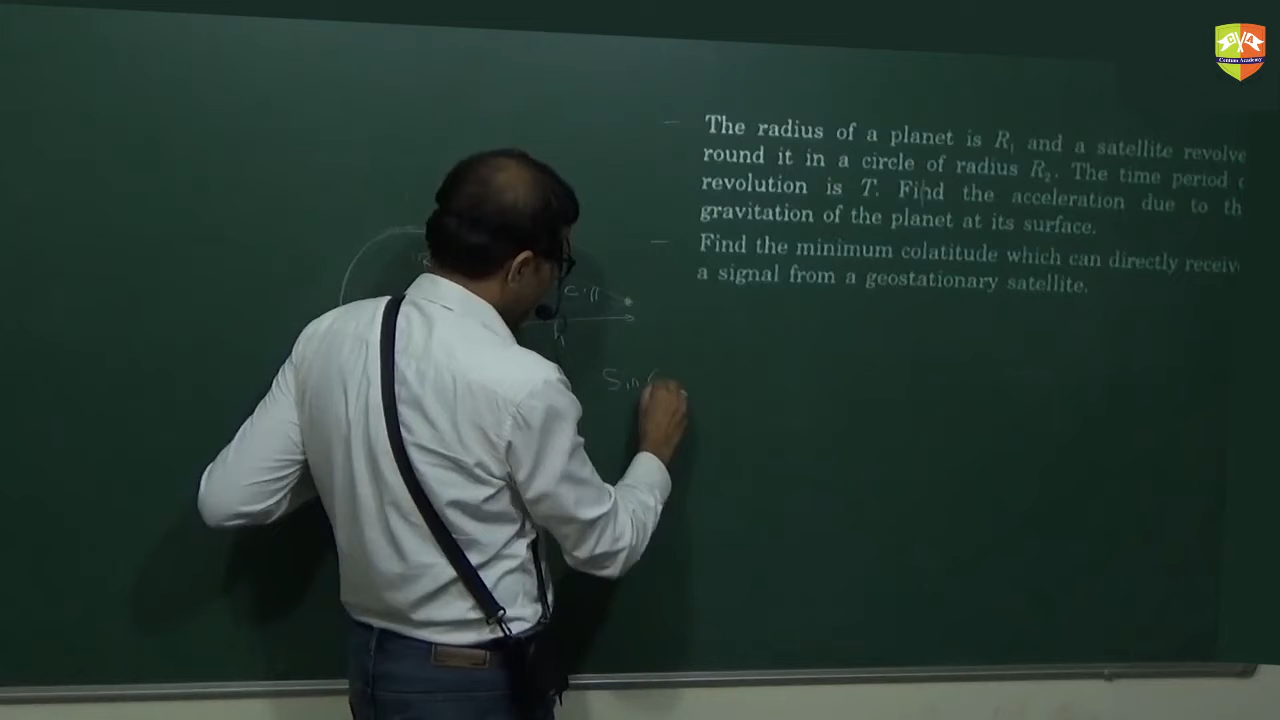 The radius of a planet is R₁ and a satellite revolve
round it in a circle of radius R₂. The time period
revolution is T. Find the acceleration due to th
gravitation of the planet at its surface.
Find the minimum colatitude which can directly receiv
a signal from a geostationary satellite.
h
Sin
Centum Academy